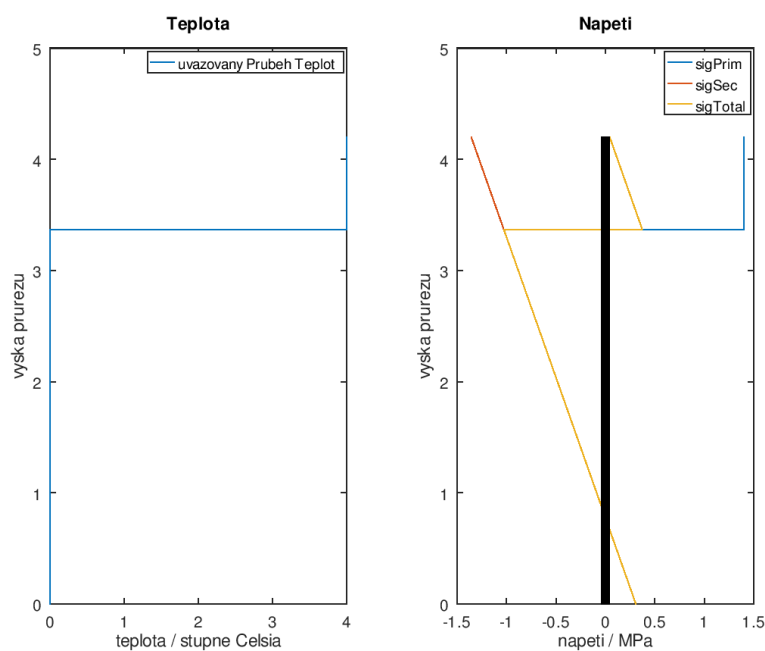 Teplota
uvazovany Prubeh Teplot
5
4
3
2
1
0
vyska prurezu
0 1 2 3 4
teplota / stupne Celsia
Napeti
sigPrim
sigSec
sigTotal
5
4
3
2
1
0
vyska prurezu
-1.5 -1 -0.5 0 0.5 1 1.5
napeti / MPa